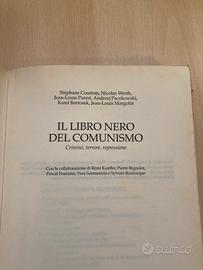 Stéphane Courtois, Nicolas Werth,
Jean-Louis Panné, Andrzej Paczkowski,
Karel Bartosek, Jean-Louis Margolin
IL LIBRO NERO
DEL COMUNISMO
Crimini, terrore, repressione
Con la collaborazione di Rémi Kauffer, Pierre Rigoulot,
Pascal Fontaine, Yves Santamaria e Sylvain Boulouque
subito